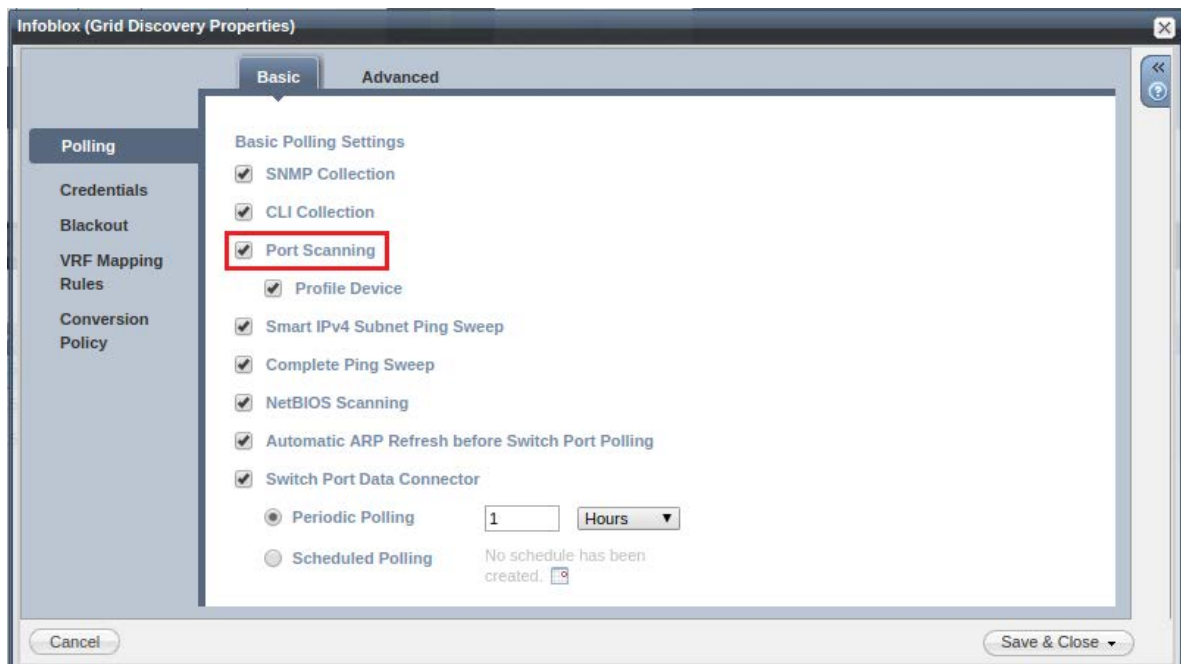 Infoblox (Grid Discovery Properties)
Basic
Advanced
Polling
Credentials
Blackout
VRF Mapping
Rules
Conversion
Policy
Basic Polling Settings
SNMP Collection
CLI Collection
Port Scanning
Profile Device
Smart IPv4 Subnet Ping Sweep
Complete Ping Sweep
NetBIOS Scanning
Automatic ARP Refresh before Switch Port Polling
Switch Port Data Connector
Periodic Polling 1 Hours
Scheduled Polling No schedule has been
created.
Cancel
Save & Close